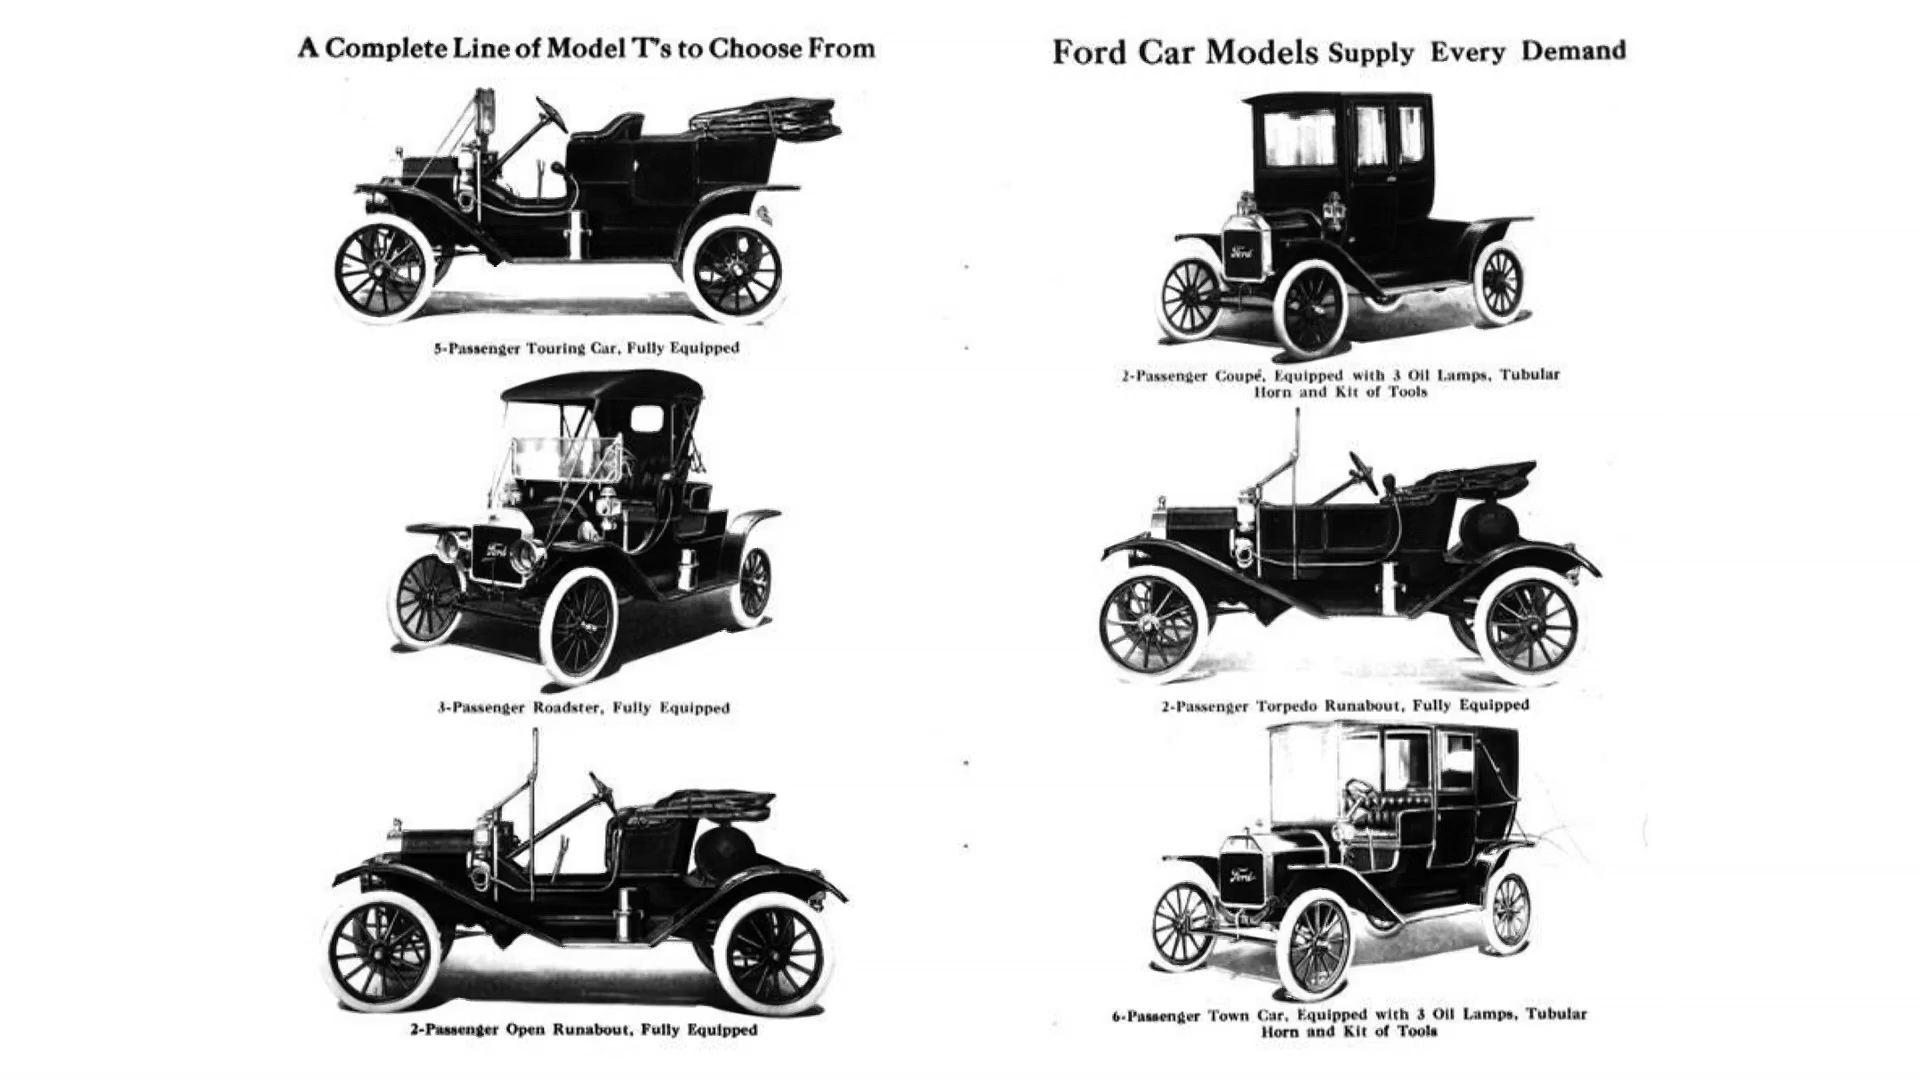 A Complete Line of Model T's to Choose From
5-Passenger Touring Car, Fully Equipped
Ford
3-Passenger Roadster, Fully Equipped
2-Passenger Open Runabout, Fully Equipped
Ford Car Models Supply Every Demand
Ford
2-Passenger Coupé, Equipped with 3 Oil Lamps, Tubular
Horn and Kit of Tools
2-Passenger Torpedo Runabout, Fully Equipped
Ford
6-Passenger Town Car, Equipped with 3 Oil Lamps, Tubular
Horn and Kit of Tools